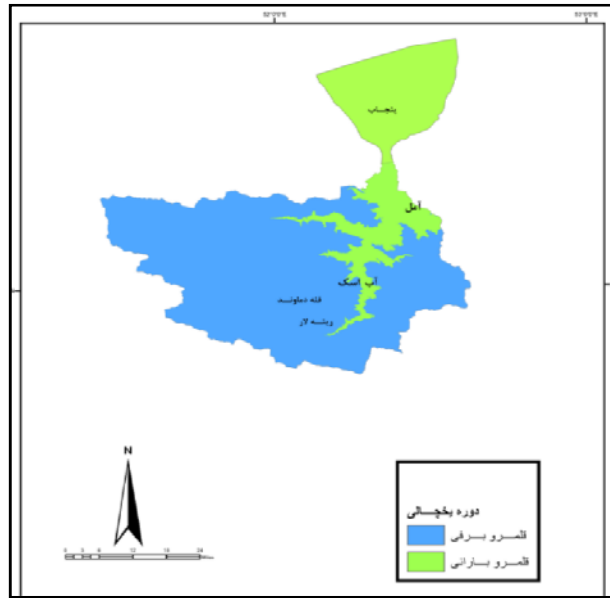 پنجاب
آمل
آب اسک
قله دماوند
رینه لار
N
دوره یخچالی
قلمرو برفی
قلمرو بارانی